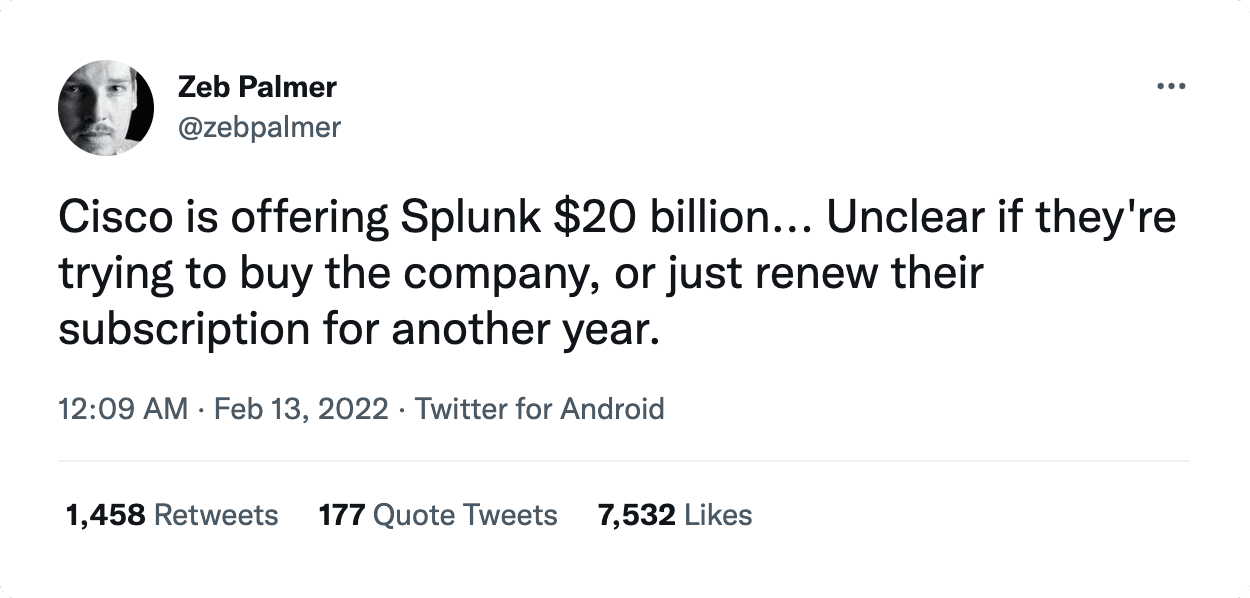 Zeb Palmer
@zebpalmer
Cisco is offering Splunk $20 billion... Unclear if they're
trying to buy the company, or just renew their
subscription for another year.
12:09 AM · Feb 13, 2022 · Twitter for Android
1,458 Retweets 177 Quote Tweets 7,532 Likes